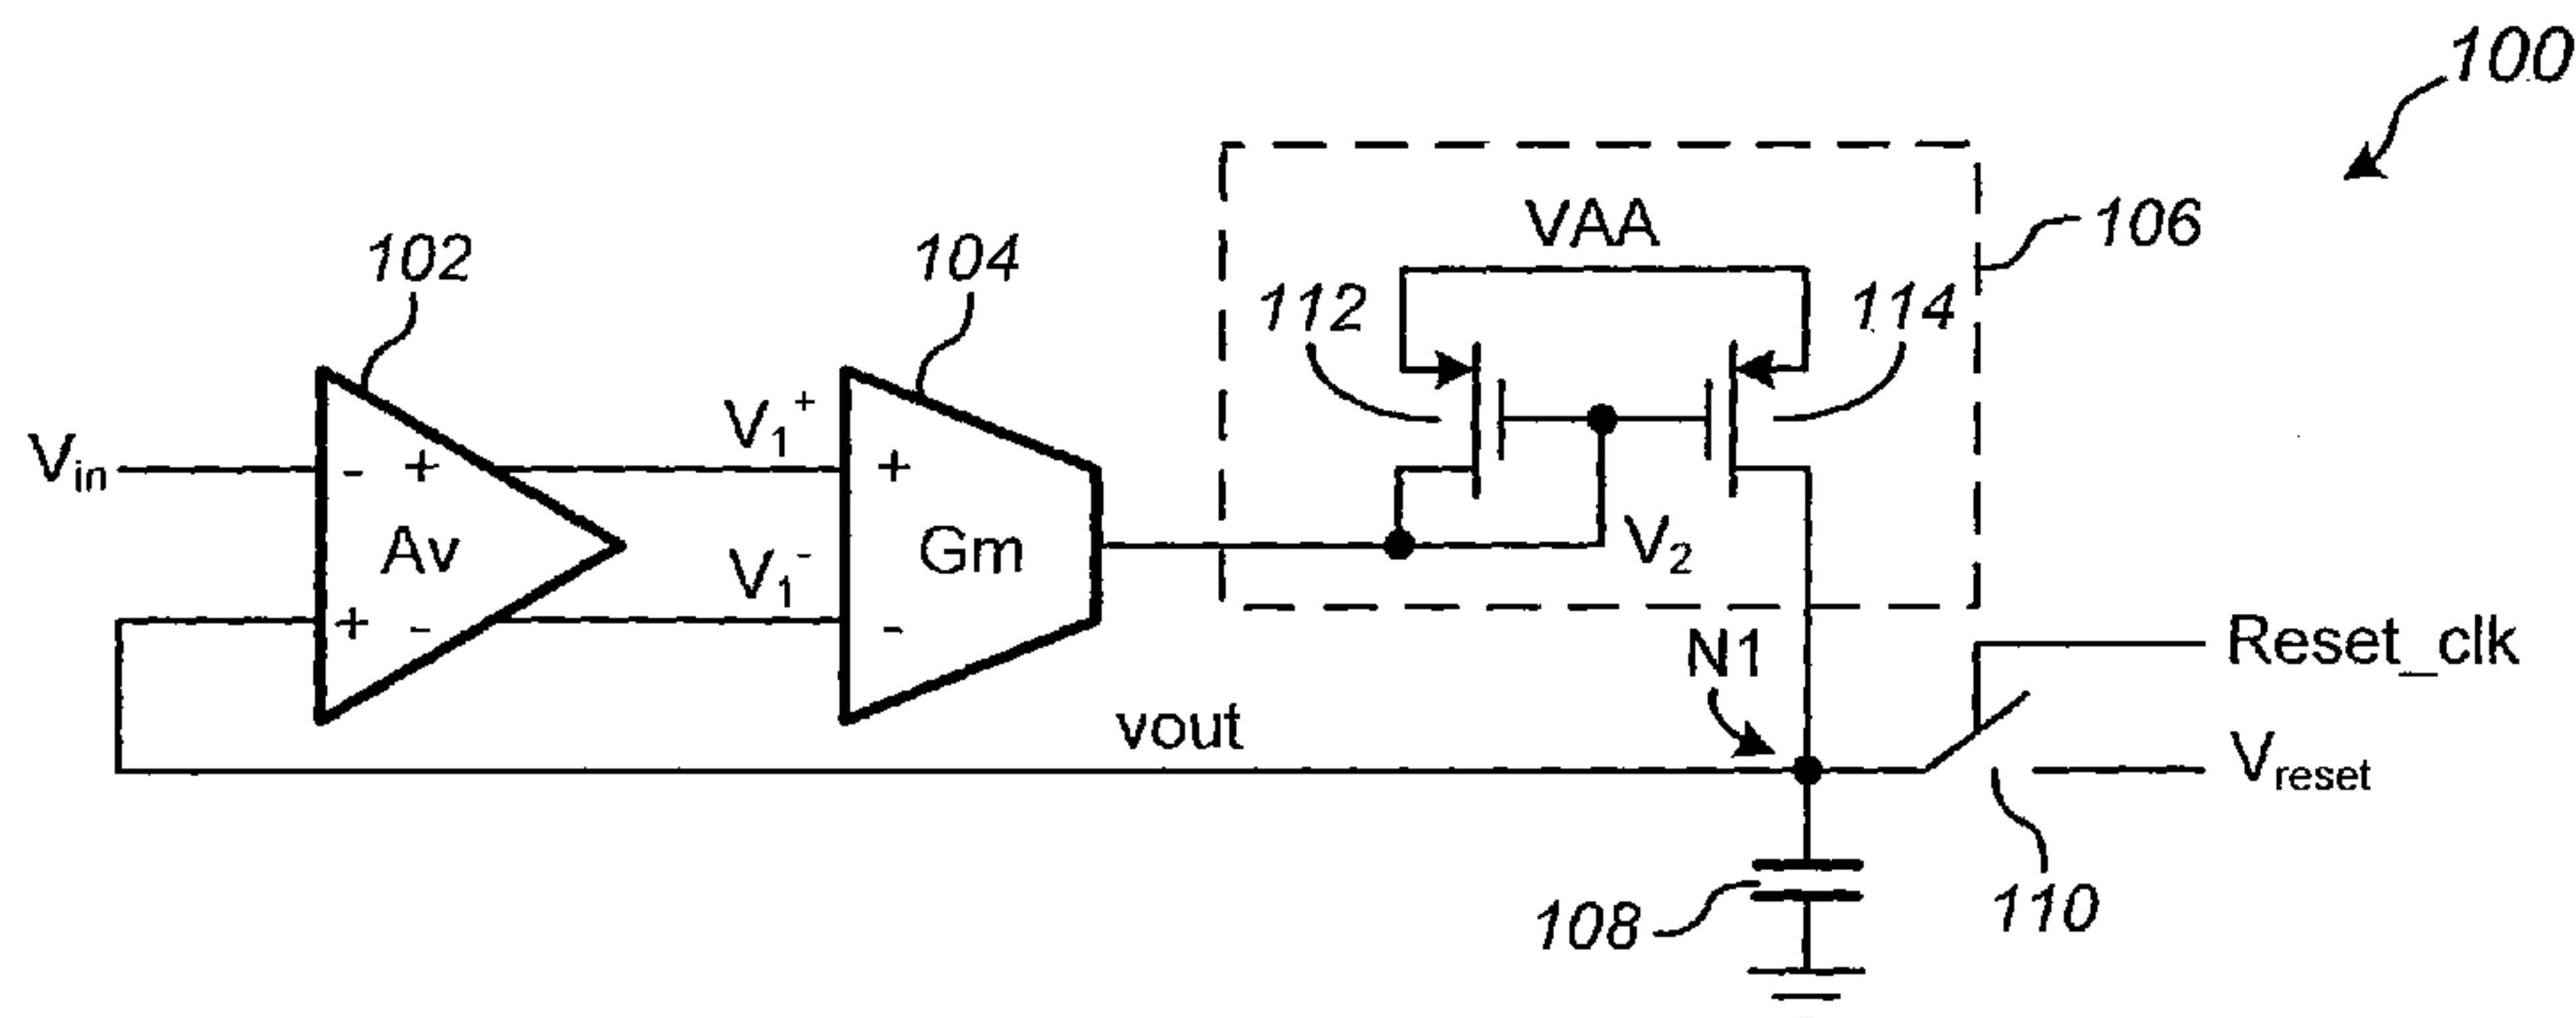 100
VAA
106
102
104
112
114
V1+
Vin
- +
+
Av
Gm
V2
V1-
+ -
-
N1
Reset_clk
vout
Vreset
108
110